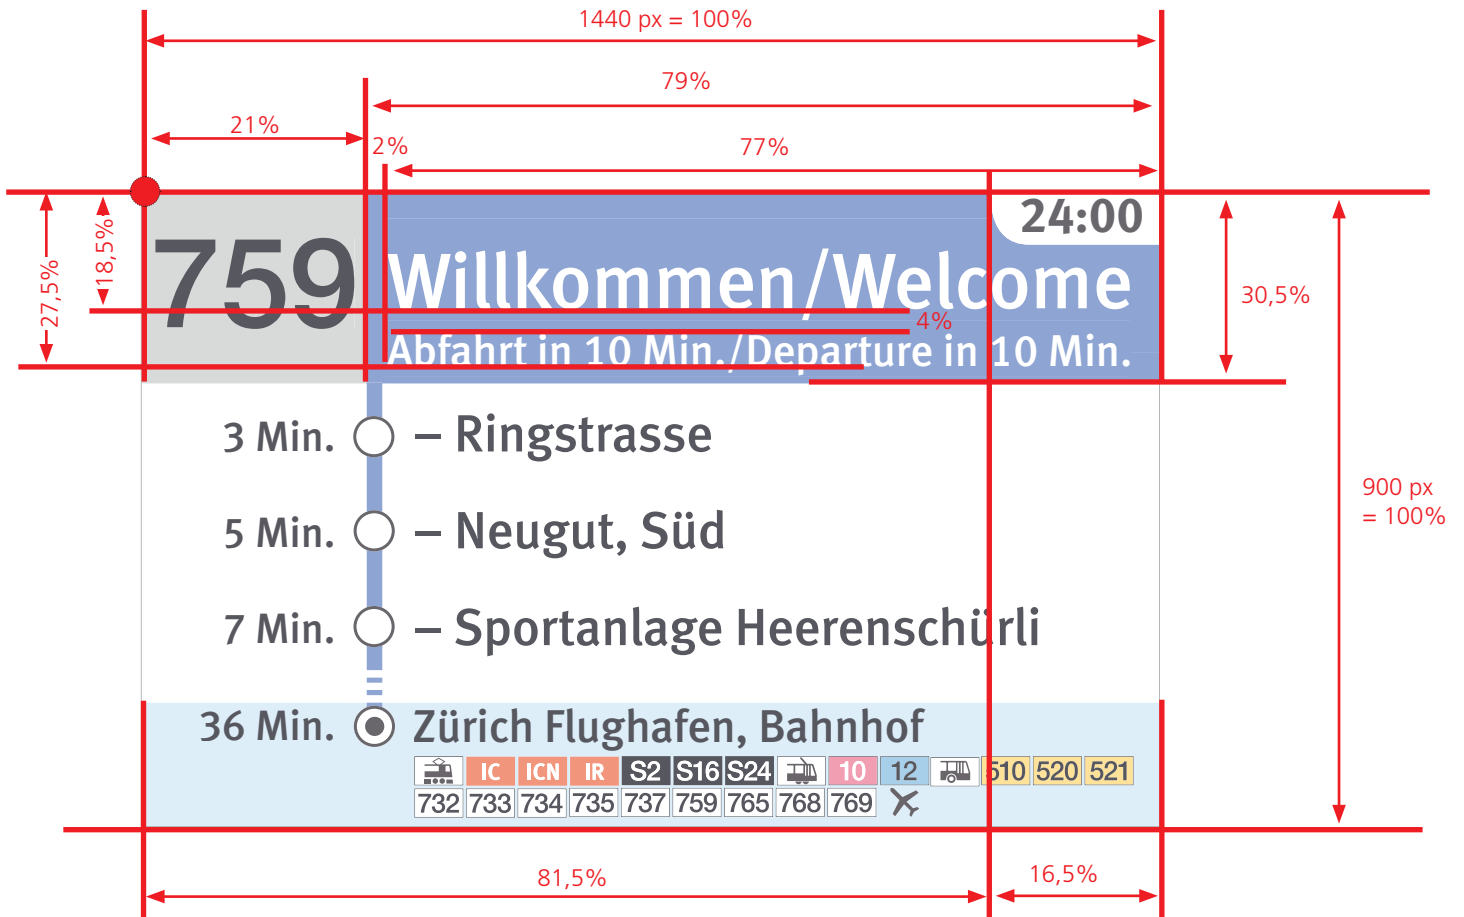 1440 px = 100%
79%
21%
2%
77%
27,5%
18,5%
759
24:00
Willkommen/Welcome
4%
Abfahrt in 10 Min./Departure in 10 Min.
30,5%
3 Min. – Ringstrasse
900 px
= 100%
5 Min. – Neugut, Süd
7 Min. – Sportanlage Heerenschürli
36 Min. Zürich Flughafen, Bahnhof
IC ICN IR S2 S16 S24 10 12 510 520 521
732 733 734 735 737 759 765 768 769
81,5%
16,5%